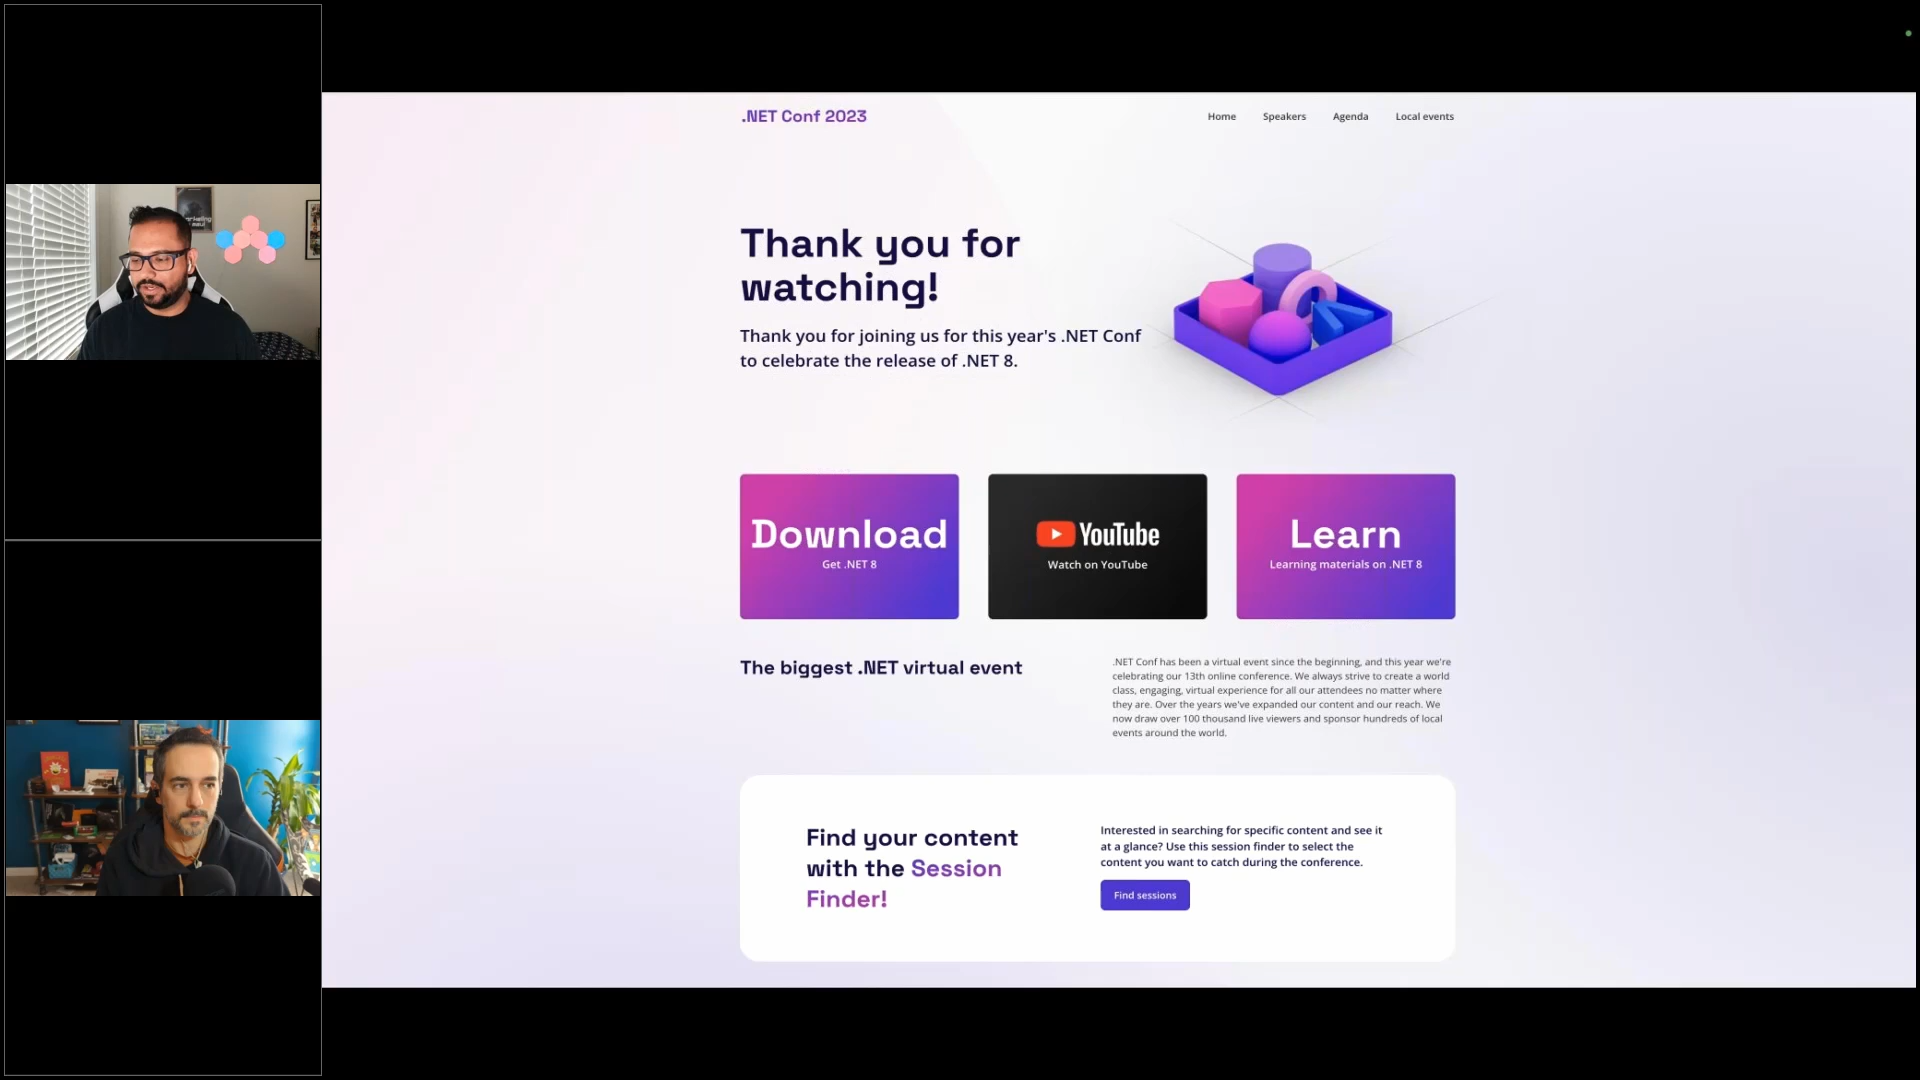 .NET Conf 2023
Home
Speakers
Agenda
Local events
Thank you for
watching!
Thank you for joining us for this year's .NET Conf
to celebrate the release of .NET 8.
Download
Get .NET 8
YouTube
Watch on YouTube
Learn
Learning materials on .NET 8
The biggest .NET virtual event
.NET Conf has been a virtual event since the beginning, and this year we're
celebrating our 13th online conference. We always strive to create a world
class, engaging, virtual experience for all our attendees no matter where
they are. Over the years we've expanded our content and our reach. We
now draw over 100 thousand live viewers and sponsor hundreds of local
events around the world.
Find your content
with the Session
Finder!
Interested in searching for specific content and see it
at a glance? Use this session finder to select the
content you want to catch during the conference.
Find sessions